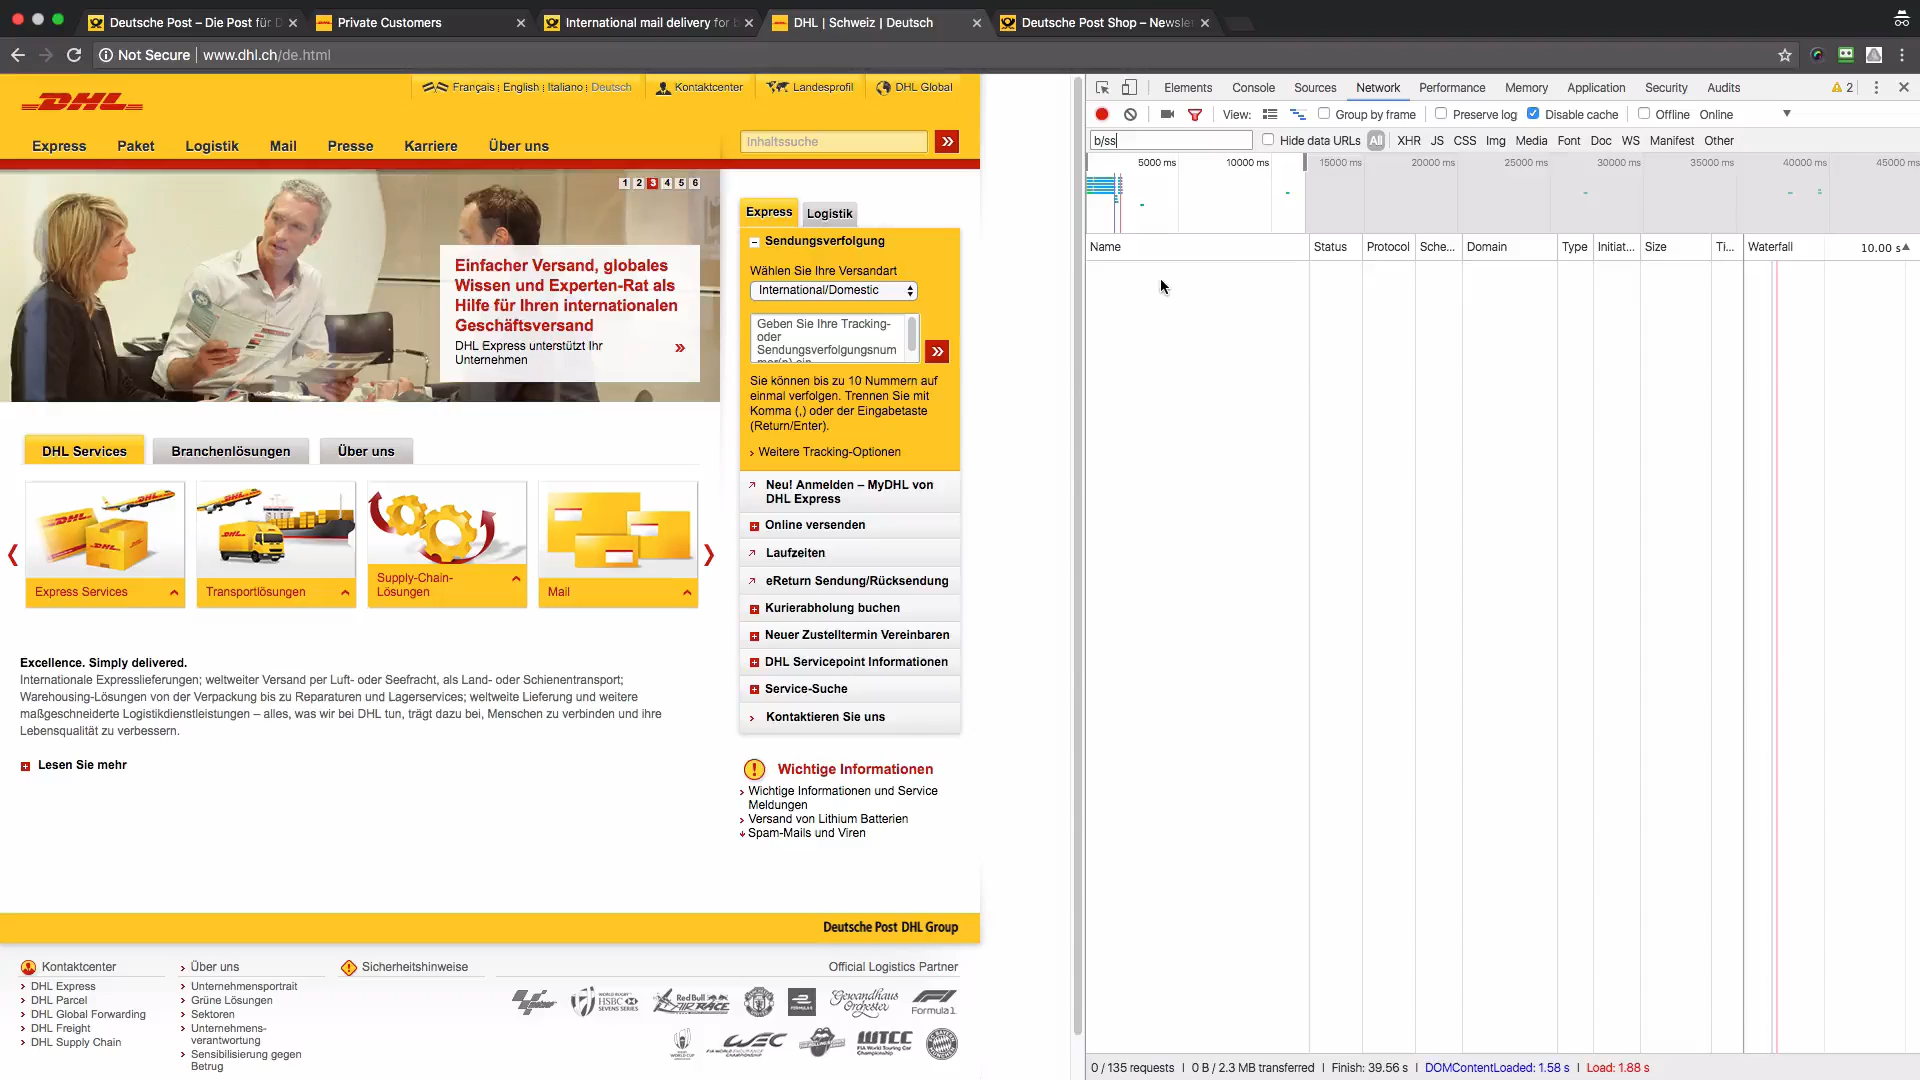 Deutsche Post – Die Post für D
Private Customers
International mail delivery for b
DHL | Schweiz | Deutsch
Deutsche Post Shop – Newslet
Not Secure | www.dhl.ch/de.html
Français English Italiano Deutsch
Kontaktcenter
Landesprofil
DHL Global
DHL
Express Paket Logistik Mail Presse Karriere Über uns
Inhaltssuche
1 2 3 4 5 6
Einfacher Versand, globales
Wissen und Experten-Rat als
Hilfe für Ihren internationalen
Geschäftsversand
DHL Express unterstützt Ihr
Unternehmen
Express Logistik
Sendungsverfolgung
Wählen Sie Ihre Versandart
International/Domestic
Geben Sie Ihre Tracking-
oder
Sendungsverfolgungsnum
mer(n) ein
Sie können bis zu 10 Nummern auf
einmal verfolgen. Trennen Sie mit
Komma (,) oder der Eingabetaste
(Return/Enter).
Weitere Tracking-Optionen
Neu! Anmelden – MyDHL von
DHL Express
Online versenden
Laufzeiten
eReturn Sendung/Rücksendung
Kurierabholung buchen
Neuer Zustelltermin Vereinbaren
DHL Servicepoint Informationen
Service-Suche
Kontaktieren Sie uns
Wichtige Informationen
Wichtige Informationen und Service
Meldungen
Versand von Lithium Batterien
Spam-Mails und Viren
DHL Services Branchenlösungen Über uns
Express Services
Transportlösungen
Supply-Chain-
Lösungen
Mail
Excellence. Simply delivered.
Internationale Expresslieferungen; weltweiter Versand per Luft- oder Seefracht, als Land- oder Schienentransport;
Warehousing-Lösungen von der Verpackung bis zu Reparaturen und Lagerservices; weltweite Lieferung und weitere
maßgeschneiderte Logistikdienstleistungen – alles, was wir bei DHL tun, trägt dazu bei, Menschen zu verbinden und ihre
Lebensqualität zu verbessern.
Lesen Sie mehr
Deutsche Post DHL Group
Kontaktcenter
DHL Express
DHL Parcel
DHL Global Forwarding
DHL Freight
DHL Supply Chain
Über uns
Unternehmensportrait
Grüne Lösungen
Sektoren
Unternehmens-
verantwortung
Sensibilisierung gegen
Betrug
Sicherheitshinweise
Official Logistics Partner
HSBC
Red Bull
AIR RACE
Gewandhaus
Orchester
Formula 1
WEC
WTCC
Elements Console Sources Network Performance Memory Application Security Audits 2
View: Group by frame Preserve log Disable cache Offline Online
b/ss
Hide data URLs All XHR JS CSS Img Media Font Doc WS Manifest Other
5000 ms 10000 ms 15000 ms 20000 ms 25000 ms 30000 ms 35000 ms 40000 ms 45000 ms
Name Status Protocol Sche... Domain Type Initiat... Size Ti... Waterfall 10.00 s
0 / 135 requests | 0 B / 2.3 MB transferred | Finish: 39.56 s | DOMContentLoaded: 1.58 s | Load: 1.88 s